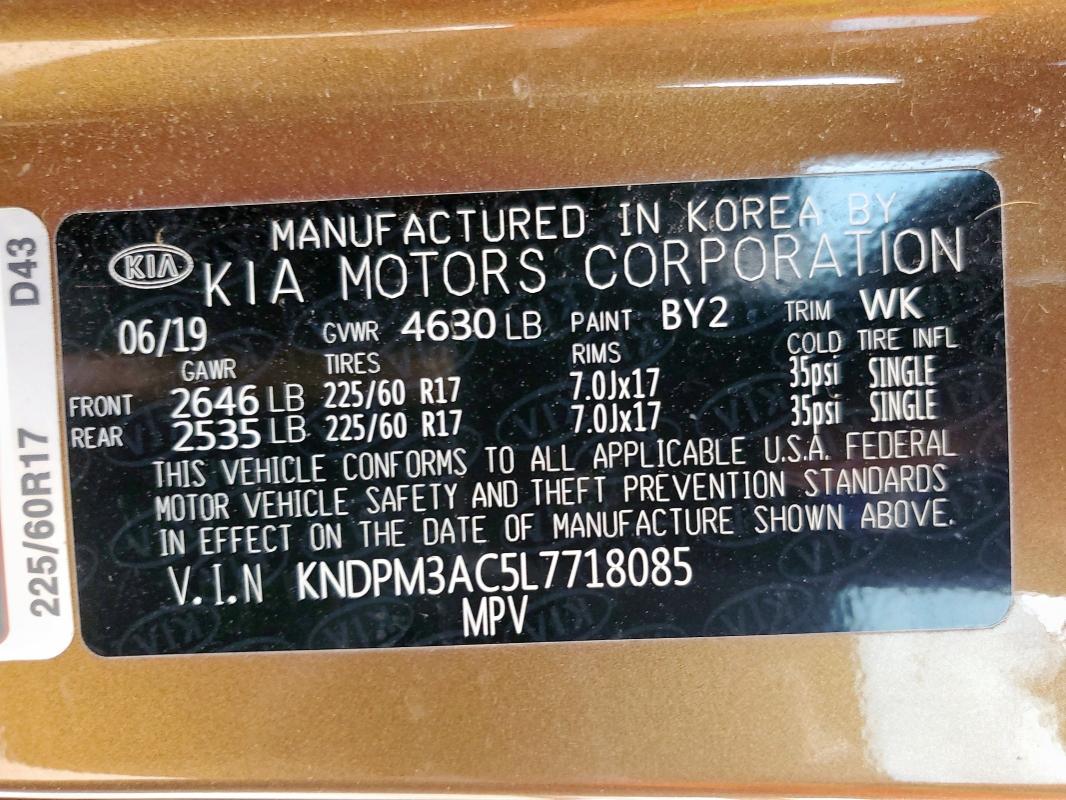 MANUFACTURED IN KOREA BY
KIA KIA MOTORS CORPORATION
06/19 GVWR 4630 LB PAINT BY2 TRIM WK
GAWR TIRES RIMS COLD TIRE INFL
FRONT 2646 LB 225/60 R17 7.0Jx17 35psi SINGLE
REAR 2535 LB 225/60 R17 7.0Jx17 35psi SINGLE
THIS VEHICLE CONFORMS TO ALL APPLICABLE U.S.A. FEDERAL
MOTOR VEHICLE SAFETY AND THEFT PREVENTION STANDARDS
IN EFFECT ON THE DATE OF MANUFACTURE SHOWN ABOVE.
V.I.N KNDPM3AC5L7718085
MPV
225/60R17 D43